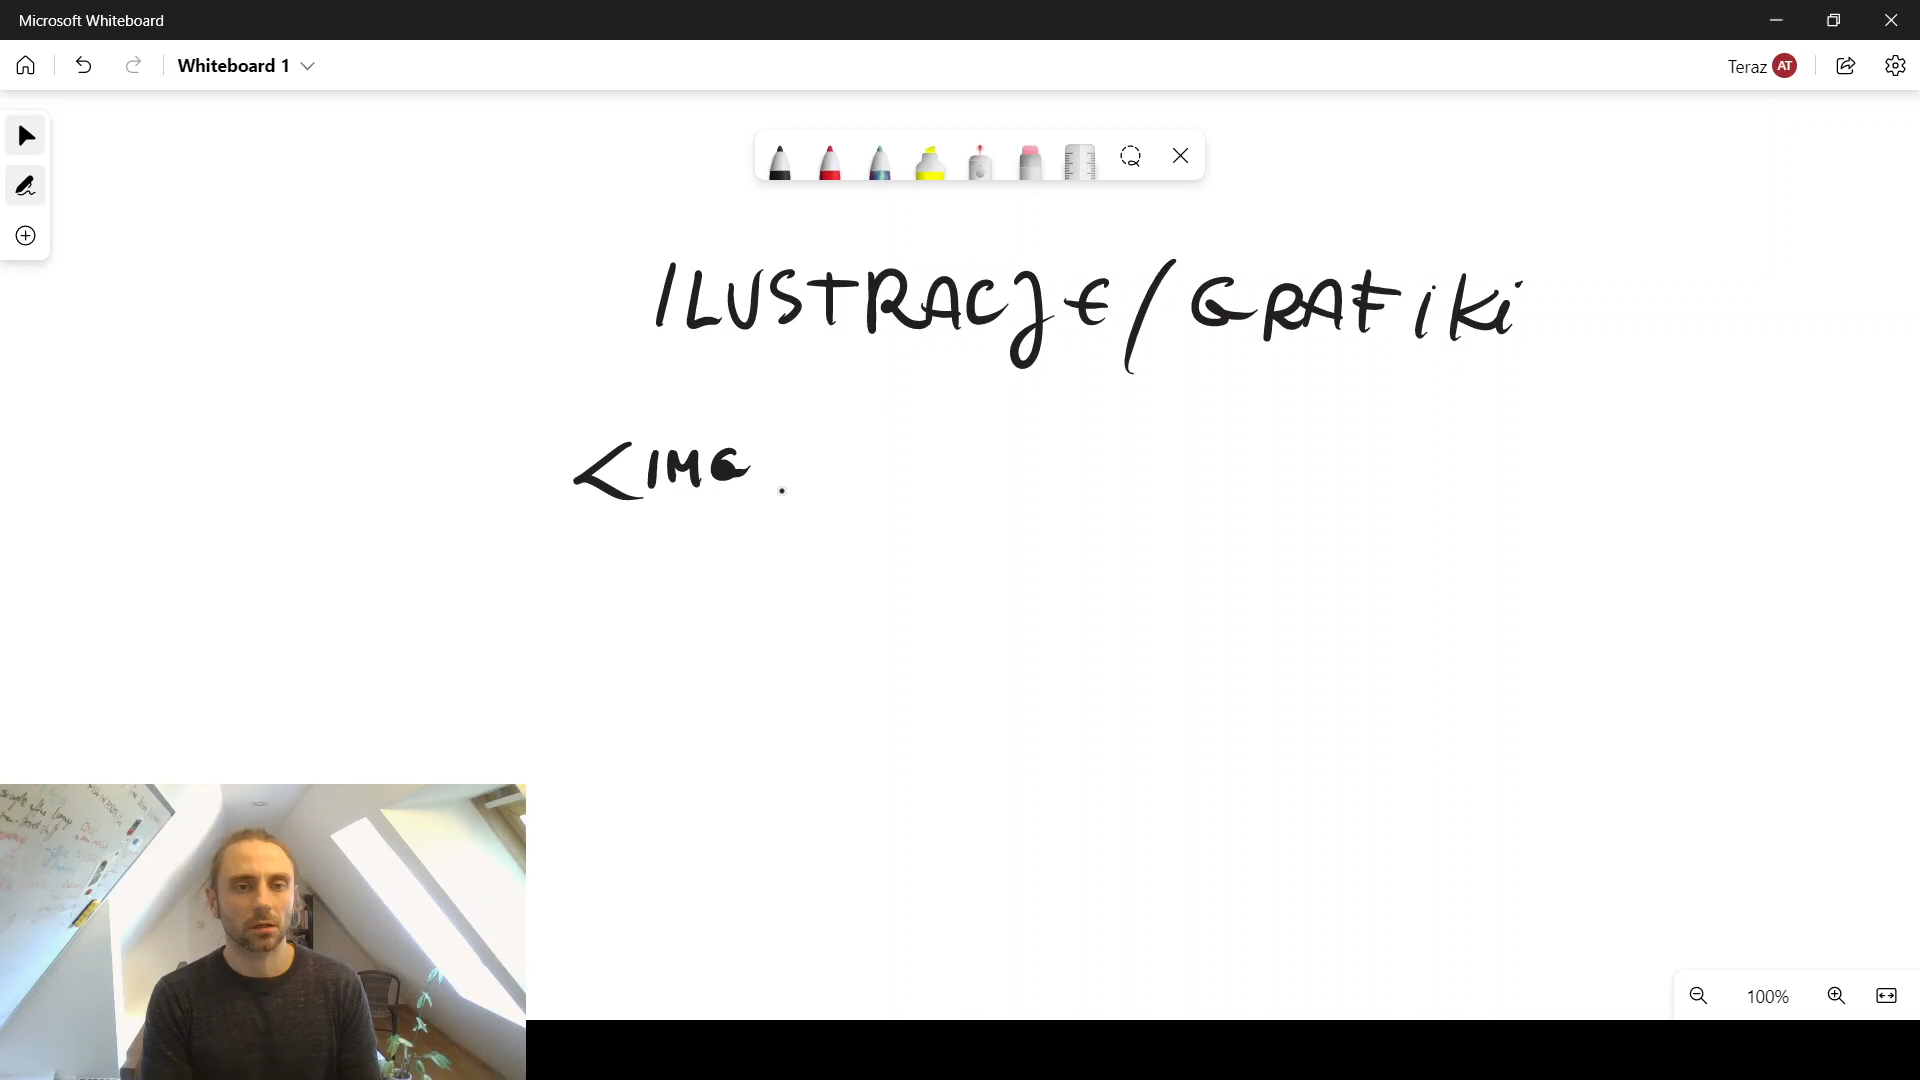 Microsoft Whiteboard
Whiteboard 1
Teraz AT
ILUSTRACJE/GRAFIKi
<IMG
100%